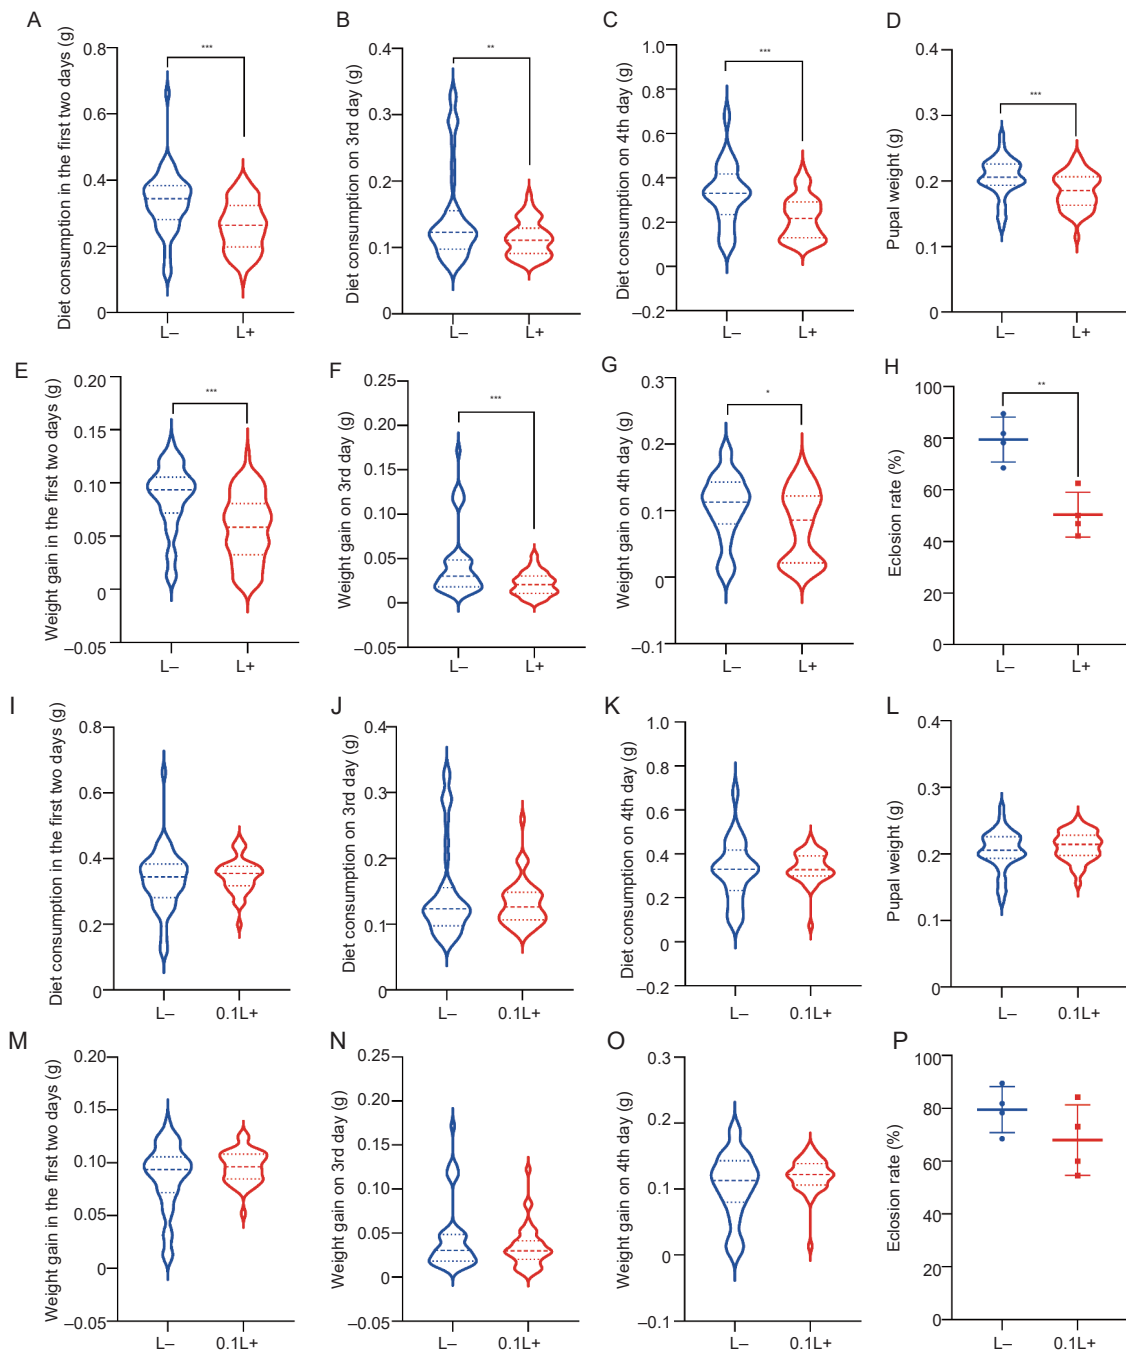 A
Diet consumption in the first two days (g)
0.8
0.6
0.4
0.2
0
***
L–
L+
B
Diet consumption on 3rd day (g)
0.4
0.3
0.2
0.1
0
**
L–
L+
C
Diet consumption on 4th day (g)
1.0
0.8
0.6
0.4
0.2
0
–0.2
***
L–
L+
D
Pupal weight (g)
0.4
0.3
0.2
0.1
0
***
L–
L+
E
Weight gain in the first two days (g)
0.20
0.15
0.10
0.05
0
–0.05
***
L–
L+
F
Weight gain on 3rd day (g)
0.25
0.20
0.15
0.10
0.05
0
–0.05
***
L–
L+
G
Weight gain on 4th day (g)
0.3
0.2
0.1
0
–0.1
*
L–
L+
H
Eclosion rate (%)
100
80
60
40
20
0
**
L–
L+
I
Diet consumption in the first two days (g)
0.8
0.6
0.4
0.2
0
L–
0.1L+
J
Diet consumption on 3rd day (g)
0.4
0.3
0.2
0.1
0
L–
0.1L+
K
Diet consumption on 4th day (g)
1.0
0.8
0.6
0.4
0.2
0
–0.2
L–
0.1L+
L
Pupal weight (g)
0.4
0.3
0.2
0.1
0
L–
0.1L+
M
Weight gain in the first two days (g)
0.20
0.15
0.10
0.05
0
–0.05
L–
0.1L+
N
Weight gain on 3rd day (g)
0.25
0.20
0.15
0.10
0.05
0
–0.05
L–
0.1L+
O
Weight gain on 4th day (g)
0.3
0.2
0.1
0
–0.1
L–
0.1L+
P
Eclosion rate (%)
100
80
60
40
20
0
L–
0.1L+